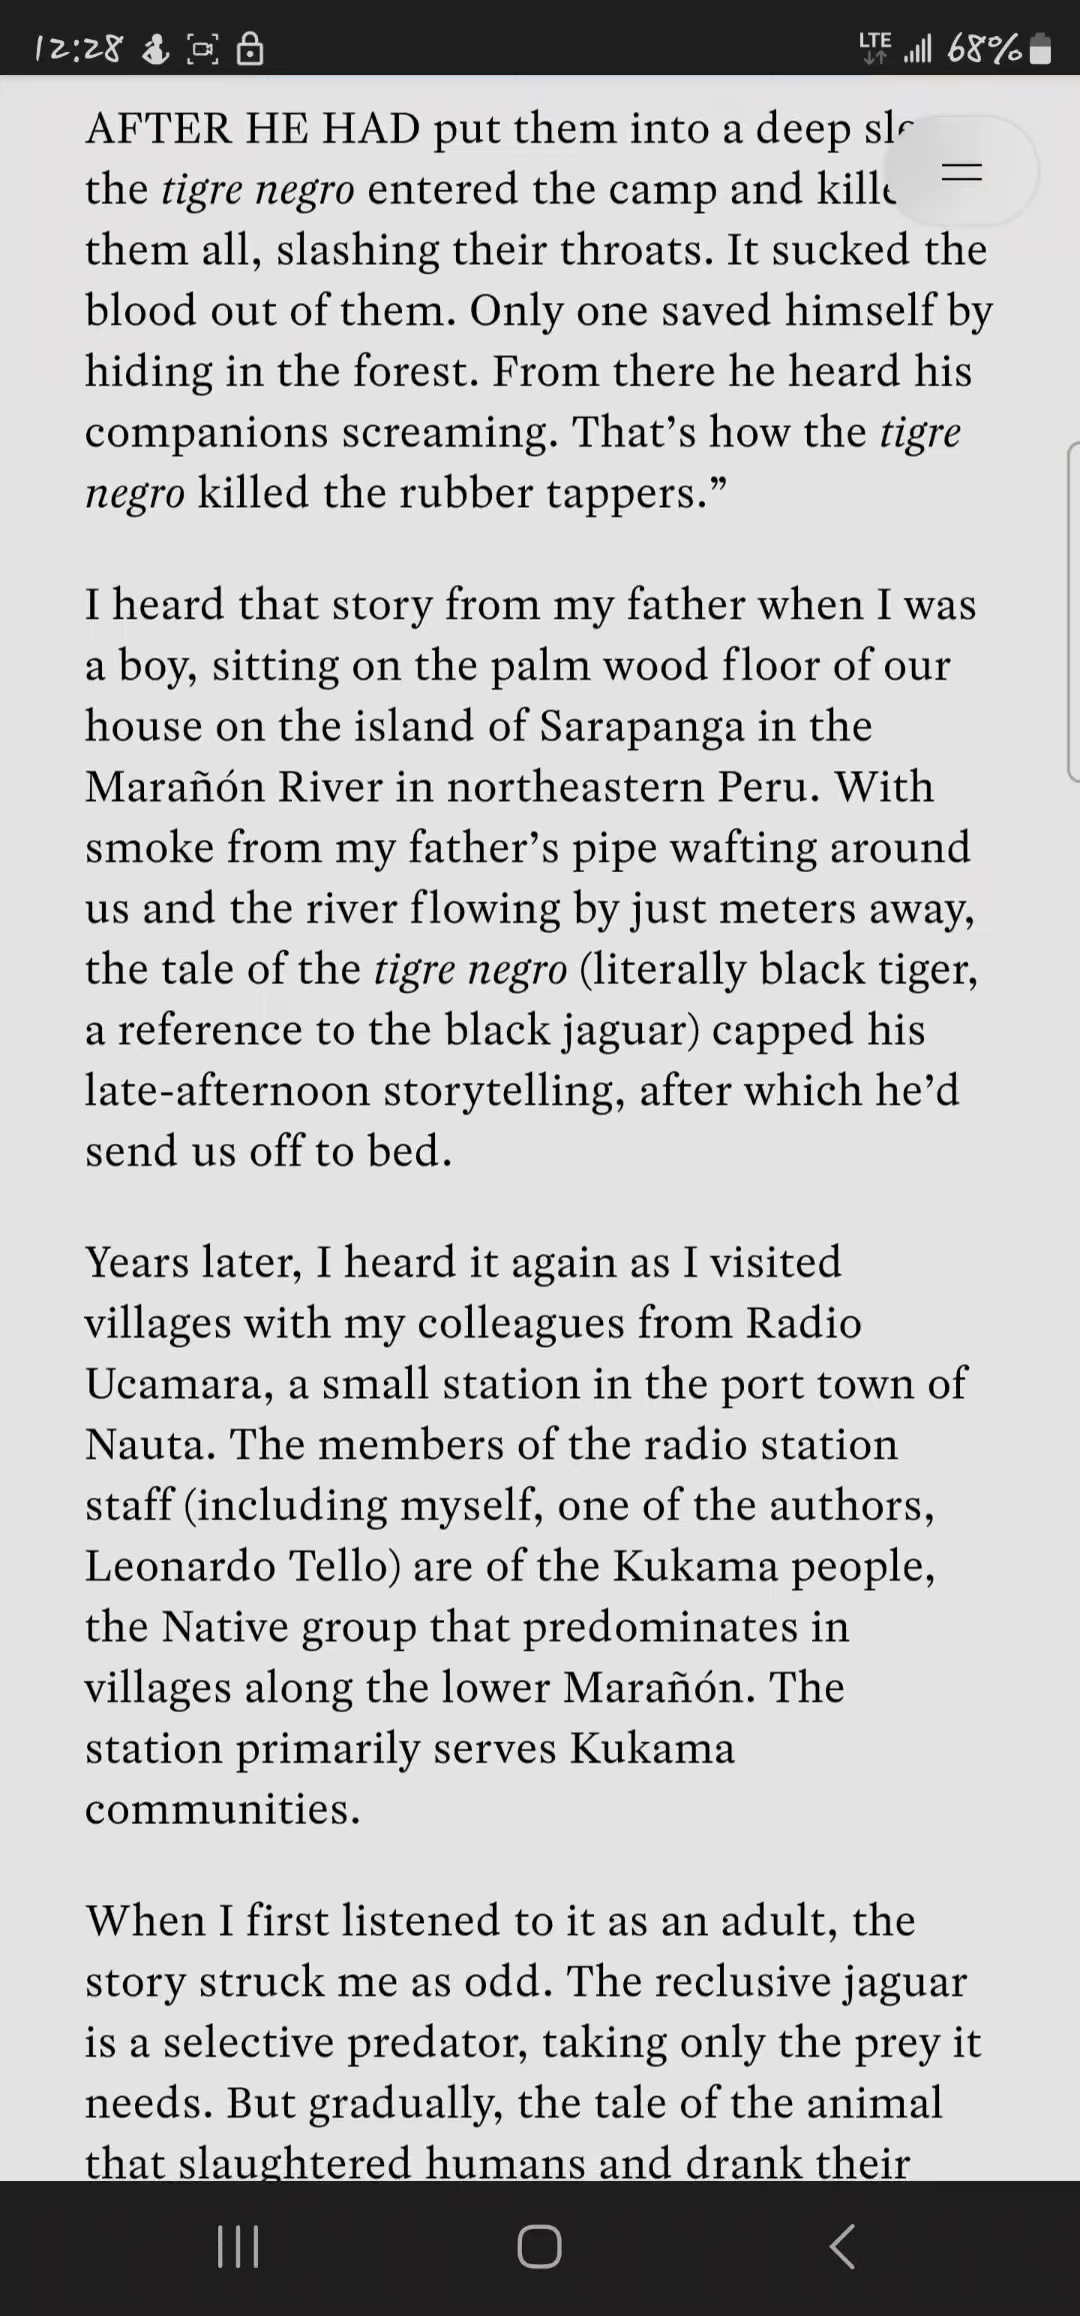 12:28
LTE
68%
AFTER HE HAD put them into a deep
the tigre negro entered the camp and
them all, slashing their throats. It sucked the
blood out of them. Only one saved himself by
hiding in the forest. From there he heard his
companions screaming. That’s how the tigre
negro killed the rubber tappers.”
I heard that story from my father when I was
a boy, sitting on the palm wood floor of our
house on the island of Sarapanga in the
Marañón River in northeastern Peru. With
smoke from my father’s pipe wafting around
us and the river flowing by just meters away,
the tale of the tigre negro (literally black tiger,
a reference to the black jaguar) capped his
late-afternoon storytelling, after which he’d
send us off to bed.
Years later, I heard it again as I visited
villages with my colleagues from Radio
Ucamara, a small station in the port town of
Nauta. The members of the radio station
staff (including myself, one of the authors,
Leonardo Tello) are of the Kukama people,
the Native group that predominates in
villages along the lower Marañón. The
station primarily serves Kukama
communities.
When I first listened to it as an adult, the
story struck me as odd. The reclusive jaguar
is a selective predator, taking only the prey it
needs. But gradually, the tale of the animal
that slaughtered humans and drank their